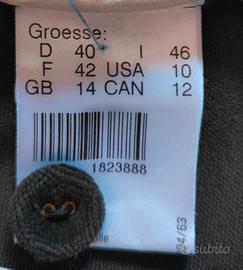 Groesse:
D 40 I 46
F 42 USA 10
GB 14 CAN 12
1823888
subito